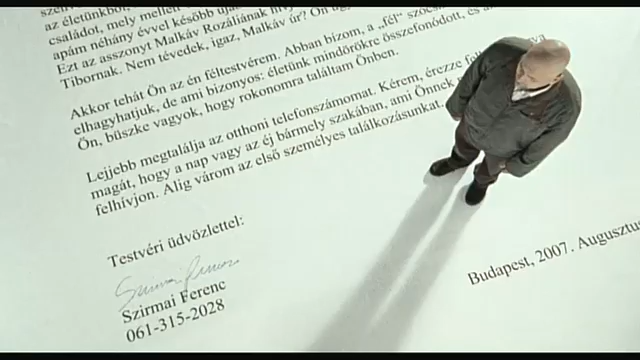 az életünkből,
családot, mely mellett
apám néhány évvel később
Ezt az asszonyt Malkáv Rozáliának
Tibornak. Nem tévedek, igaz, Malkáv úr? Ön
Akkor tehát Ön az én féltestvérem. Abban bízom, a „fél”
elhagyhatjuk, de ami bizonyos: életünk mindörökre összefonódott, és
Ön, büszke vagyok, hogy rokonomra találtam Önben.
Lejjebb megtalálja az otthoni telefonszámomat. Kérem, érezze
magát, hogy a nap vagy az éj bármely szakában, ami Önnek
felhívjon. Alig várom az első személyes találkozásunkat.
Testvéri üdvözlettel:
Szirmai Ferenc
061-315-2028
Budapest, 2007. Augusztus